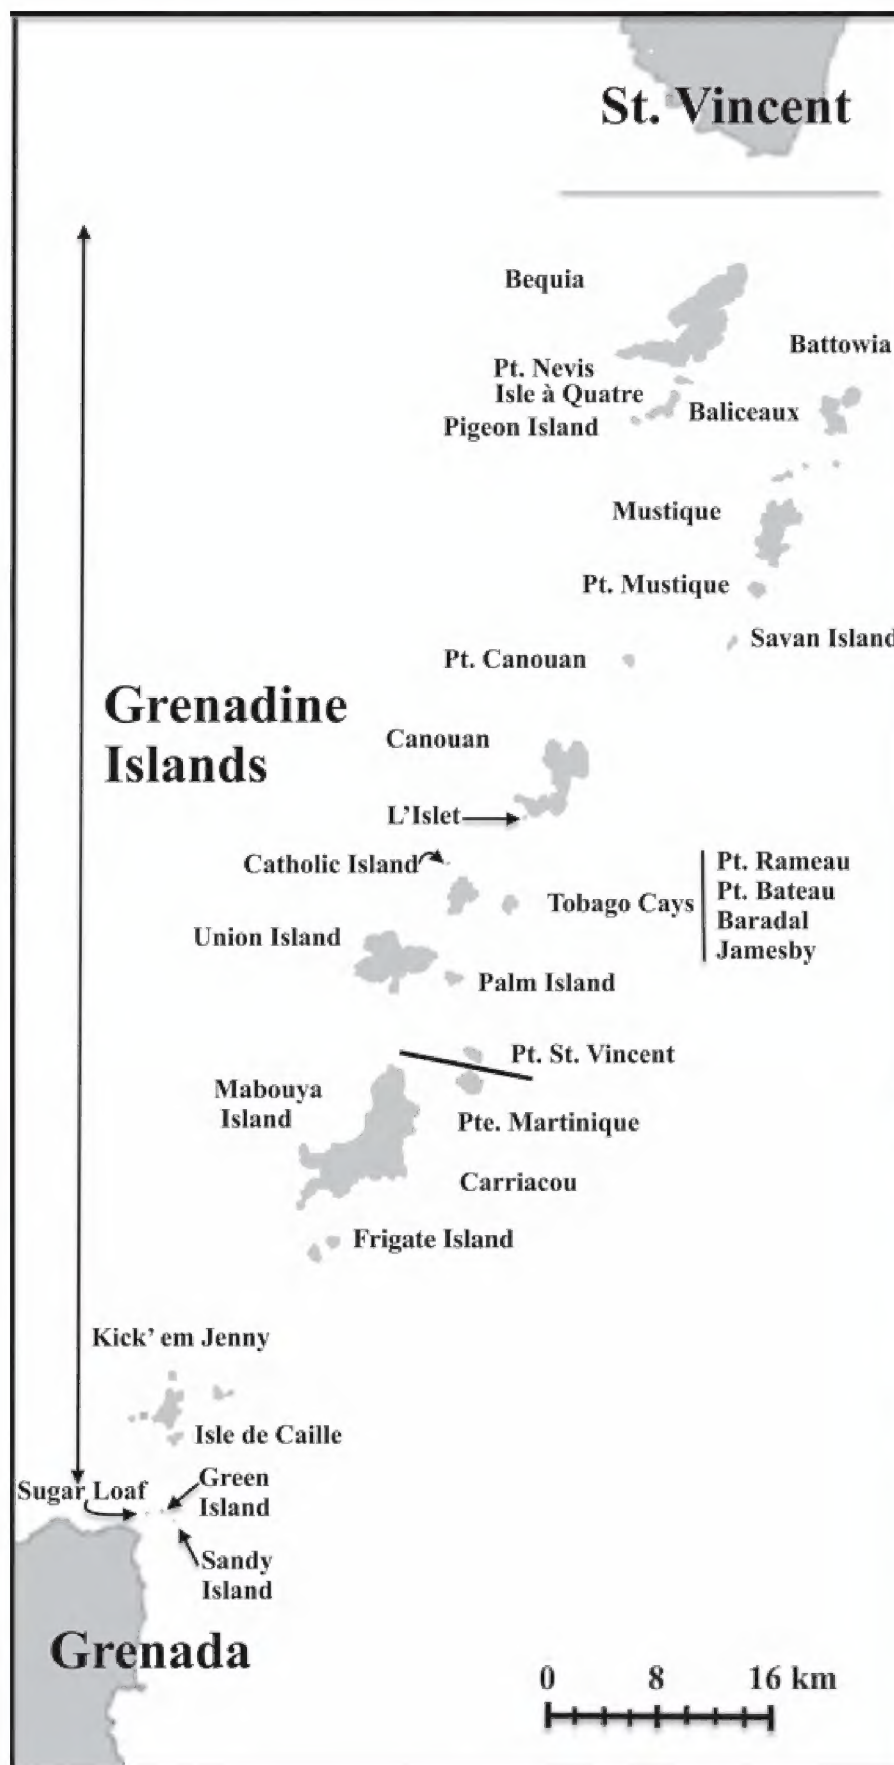 St. Vincent
Bequia
Battowia
Pt. Nevis
Isle à Quatre
Baliceaux
Pigeon Island
Mustique
Pt. Mustique
Savan Island
Pt. Canouan
Grenadine
Islands
Canouan
L'Islet
Catholic Island
Tobago Cays
Pt. Rameau
Pt. Bateau
Baradal
Jamesby
Union Island
Palm Island
Pt. St. Vincent
Mabouya
Island
Pte. Martinique
Carriacou
Frigate Island
Kick' em Jenny
Isle de Caille
Sugar Loaf
Green
Island
Sandy
Island
Grenada
0 8 16 km